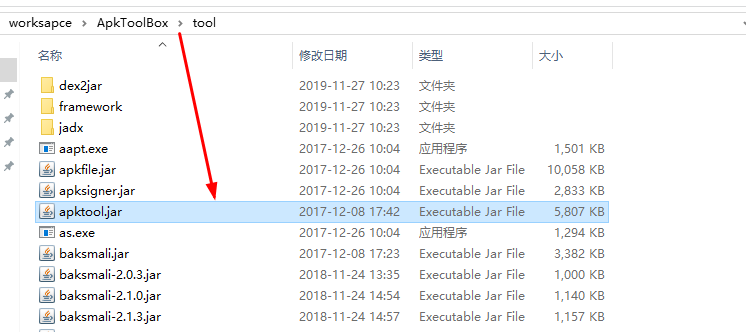 worksapce > ApkToolBox > tool
名称 修改日期 类型 大小
dex2jar 2019-11-27 10:23 文件夹
framework 2019-11-27 10:23 文件夹
jadx 2019-11-27 10:23 文件夹
aapt.exe 2017-12-26 10:04 应用程序 1,501 KB
apkfile.jar 2017-12-26 10:04 Executable Jar File 10,058 KB
apksigner.jar 2017-12-26 10:04 Executable Jar File 2,833 KB
apktool.jar 2017-12-08 17:42 Executable Jar File 5,807 KB
as.exe 2017-12-26 10:04 应用程序 1,294 KB
baksmali.jar 2017-12-08 17:23 Executable Jar File 3,382 KB
baksmali-2.0.3.jar 2018-11-24 13:35 Executable Jar File 1,000 KB
baksmali-2.1.0.jar 2018-11-24 14:54 Executable Jar File 1,140 KB
baksmali-2.1.3.jar 2018-11-24 14:57 Executable Jar File 1,157 KB